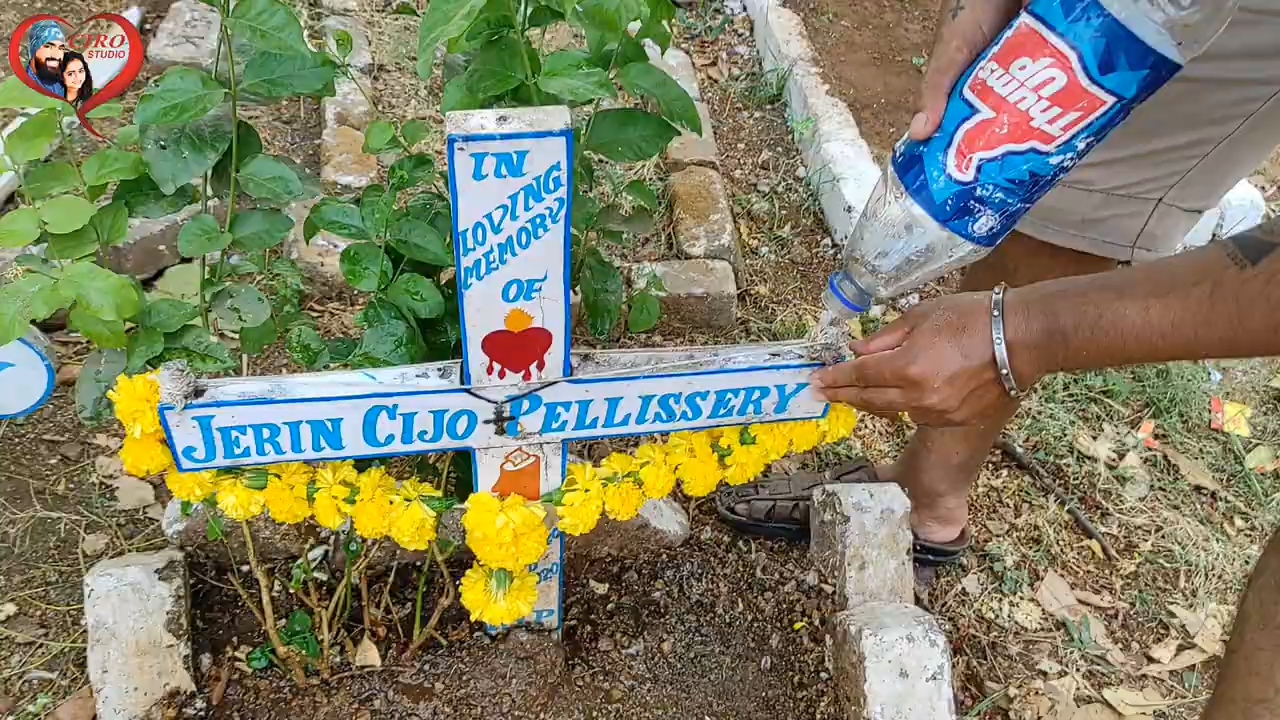 CIRO
STUDIO
Thums
Up
IN
LOVING
MEMORY
OF
JERIN CIJO PELLISSERY